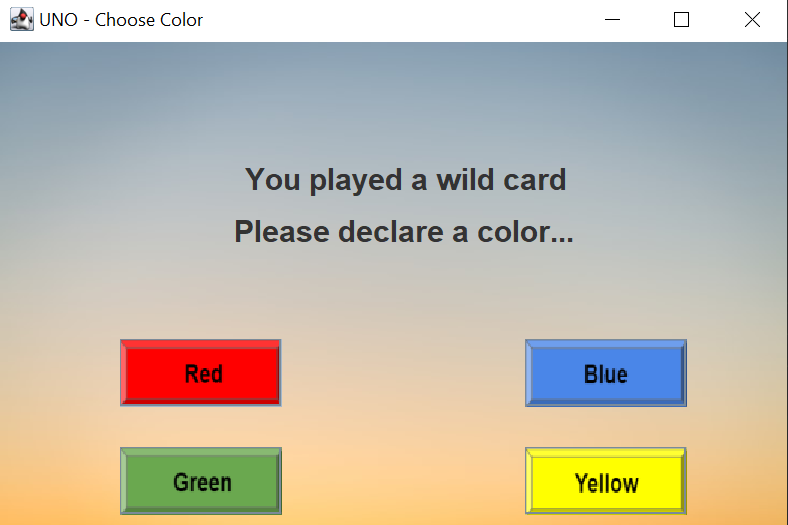 UNO - Choose Color
You played a wild card
Please declare a color...
Red
Blue
Green
Yellow